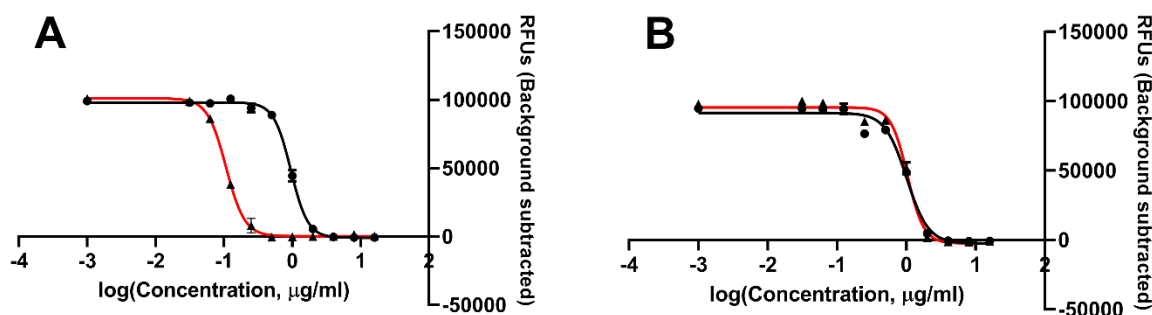 A
150000
100000
50000
0
-50000
RFUs (Background subtracted)
-4 -3 -2 -1 0 1 2
log(Concentration, μg/ml)
B
150000
100000
50000
0
-50000
RFUs (Background subtracted)
-4 -3 -2 -1 0 1 2
log(Concentration, μg/ml)